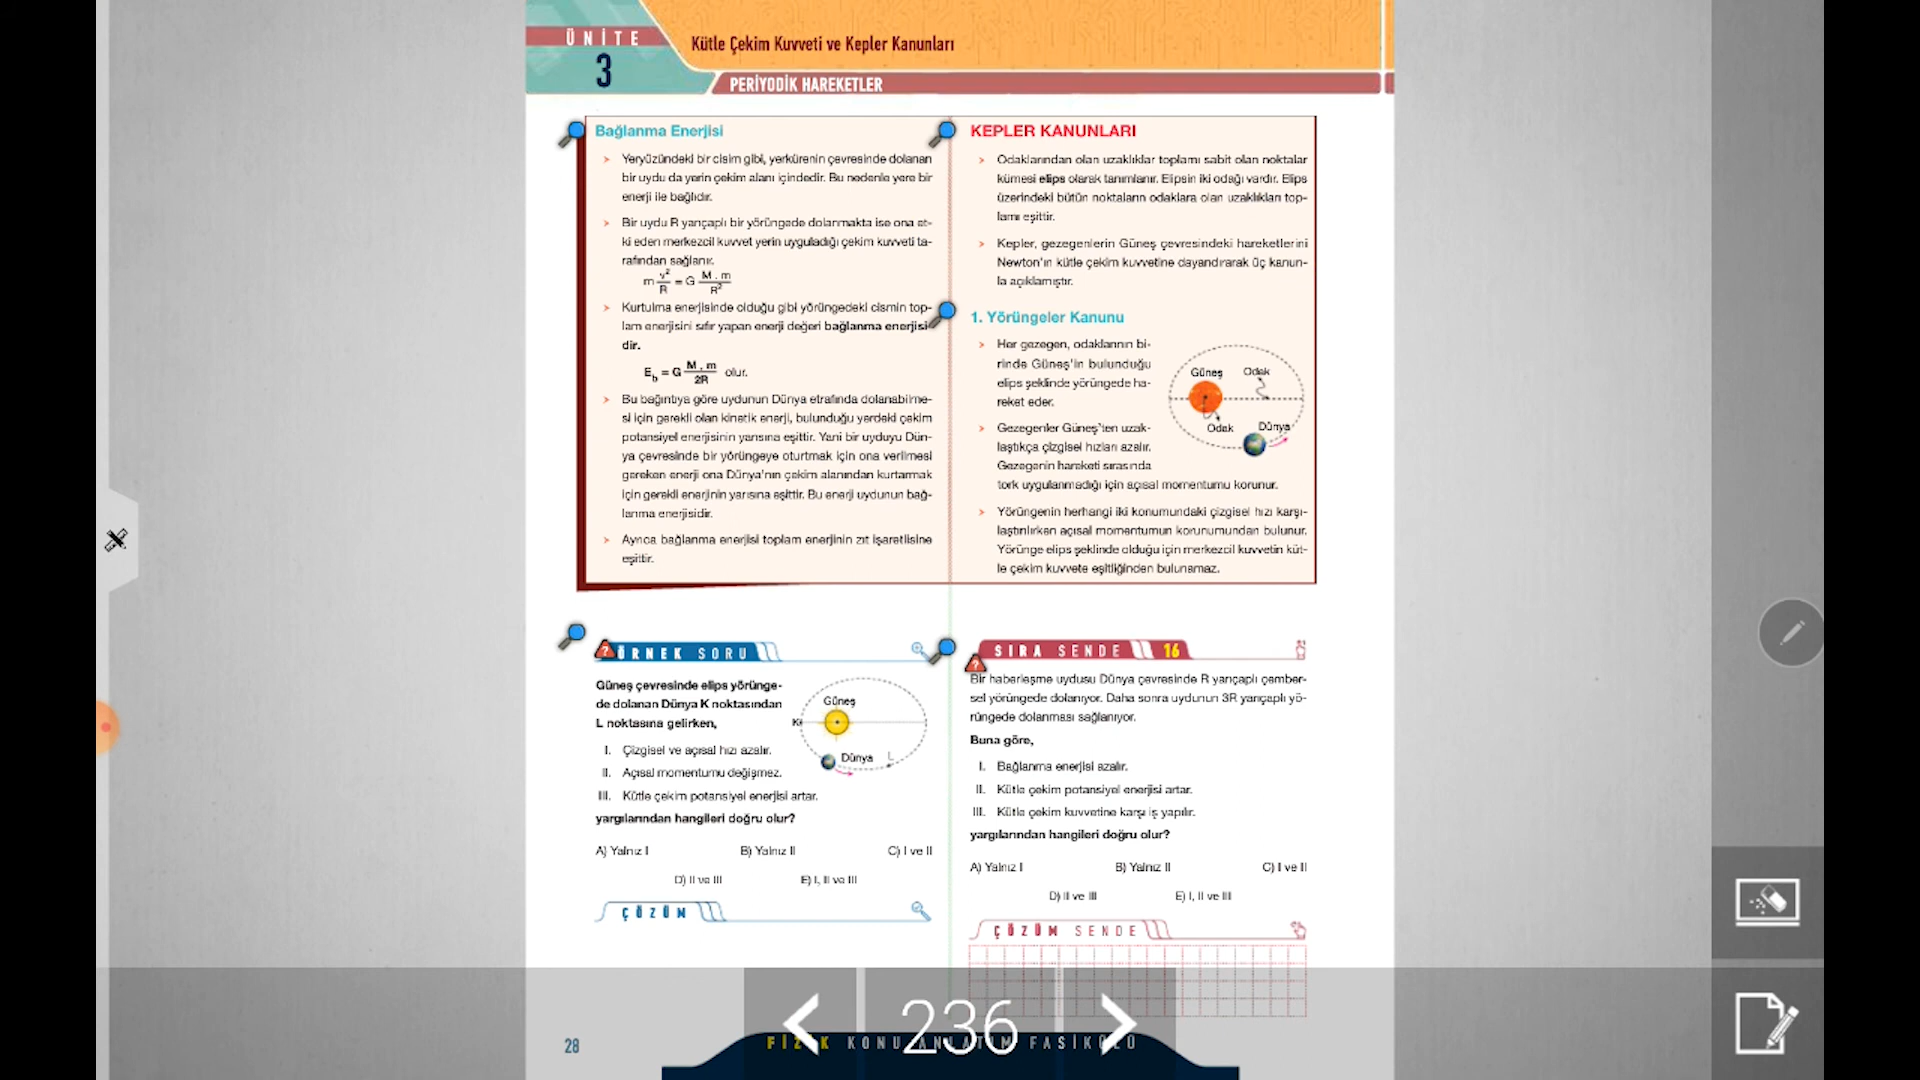 ÜNİTE
3
Kütle Çekim Kuvveti ve Kepler Kanunları
PERİYODİK HAREKETLER
Bağlanma Enerjisi
Yeryüzündeki bir cisim gibi, yerkürenin çevresinde dolanan
bir uydu da yerin çekim alanı içindedir. Bu nedenle yere bir
enerji ile bağlıdır.
Bir uydu R yarıçaplı bir yörüngede dolanmakta ise ona et-
ki eden merkezcil kuvvet yerin uyguladığı çekim kuvveti ta-
rafından sağlanır.
m v²/R = G M . m/R²
Kurtulma enerjisinde olduğu gibi yörüngedeki cismin top-
lam enerjisini sıfır yapan enerji değeri bağlanma enerjisi-
dir.
E_b = G M . m/2R olur.
Bu bağıntıya göre uydunun Dünya etrafında dolanabilme-
si için gerekli olan kinetik enerji, bulunduğu yerdeki çekim
potansiyel enerjisinin yarısına eşittir. Yani bir uyduyu Dün-
ya çevresinde bir yörüngeye oturtmak için ona verilmesi
gereken enerji ona Dünya'nın çekim alanından kurtarmak
için gerekli enerjinin yarısına eşittir. Bu enerji uydunun bağ-
lanma enerjisidir.
Ayrıca bağlanma enerjisi toplam enerjinin zıt işaretlisine
eşittir.
KEPLER KANUNLARI
Odaklarından olan uzaklıklar toplamı sabit olan noktalar
kümesi elips olarak tanımlanır. Elipsin iki odağı vardır. Elips
üzerindeki bütün noktaların odaklara olan uzaklıkları top-
lamı eşittir.
Kepler, gezegenlerin Güneş çevresindeki hareketlerini
Newton'ın kütle çekim kuvvetine dayandırarak üç kanun-
la açıklamıştır.
1. Yörüngeler Kanunu
Her gezegen, odaklarının bi-
rinde Güneş'in bulunduğu
elips şeklinde yörüngede ha-
reket eder.
Gezegenler Güneş'ten uzak-
laştıkça çizgisel hızları azalır.
Gezegenin hareketi sırasında
tork uygulanmadığı için açısal momentumu korunur.
Güneş
Odak
Odak
Dünya
Yörüngenin herhangi iki konumundaki çizgisel hızı karşı-
laştırılırken açısal momentumun korunumundan bulunur.
Yörünge elips şeklinde olduğu için merkezcil kuvvetin küt-
le çekim kuvvete eşitliğinden bulunamaz.
ÖRNEK SORU
Güneş çevresinde elips yörünge-
de dolanan Dünya K noktasından
L noktasına gelirken,
I. Çizgisel ve açısal hızı azalır.
II. Açısal momentumu değişmez.
III. Kütle çekim potansiyel enerjisi artar.
yargılarından hangileri doğru olur?
Güneş
K
Dünya
L
A) Yalnız I
B) Yalnız II
C) I ve II
D) II ve III
E) I, II ve III
ÇÖZÜM
SIRA SENDE 16
Bir haberleşme uydusu Dünya çevresinde R yarıçaplı çember-
sel yörüngede dolanıyor. Daha sonra uydunun 3R yarıçaplı yö-
rüngede dolanması sağlanıyor.
Buna göre,
I. Bağlanma enerjisi azalır.
II. Kütle çekim potansiyel enerjisi artar.
III. Kütle çekim kuvvetine karşı iş yapılır.
yargılarından hangileri doğru olur?
A) Yalnız I
B) Yalnız II
C) I ve II
D) II ve III
E) I, II ve III
ÇÖZÜM SENDE
236
28
FİZİK KONU ANLATIM FASİKÜLÜ